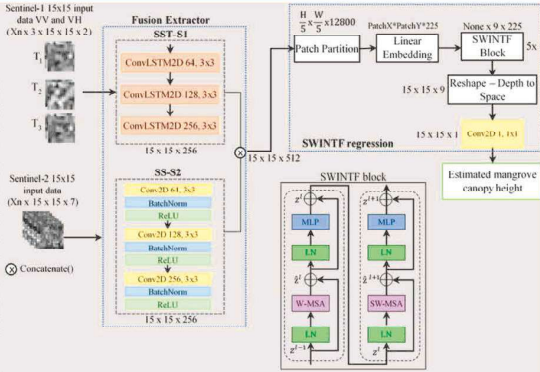 Sentinel-1 15x15 input
data VV and VH
(Xn x 3 x 15 x 15 x 2)
T1
T2
T3
Sentinel-2 15x15
input data
(Xn x 15 x 15 x 7)
Concatenate()
Fusion Extractor
SST-S1
ConvLSTM2D 64, 3x3
ConvLSTM2D 128, 3x3
ConvLSTM2D 256, 3x3
15 x 15 x 256
SS-S2
Conv2D 64, 3x3
BatchNorm
ReLU
Conv2D 128, 3x3
BatchNorm
ReLU
Conv2D 256, 3x3
BatchNorm
ReLU
15 x 15 x 256
15 x 15 x 512
H/5 x W/5 x12800
Patch Partition
PatchX*PatchY*225
Linear
Embedding
None x 9 x 225
SWINTF
Block
5x
15 x 15 x 9
Reshape – Depth to
Space
15 x 15 x 1
Conv2D 1, 1x1
SWINTF regression
Estimated mangrove
canopy height
SWINTF block
z^l
MLP
LN
ẑ^l
W-MSA
LN
z^l-1
z^l+1
MLP
LN
ẑ^l+1
SW-MSA
LN
z^l